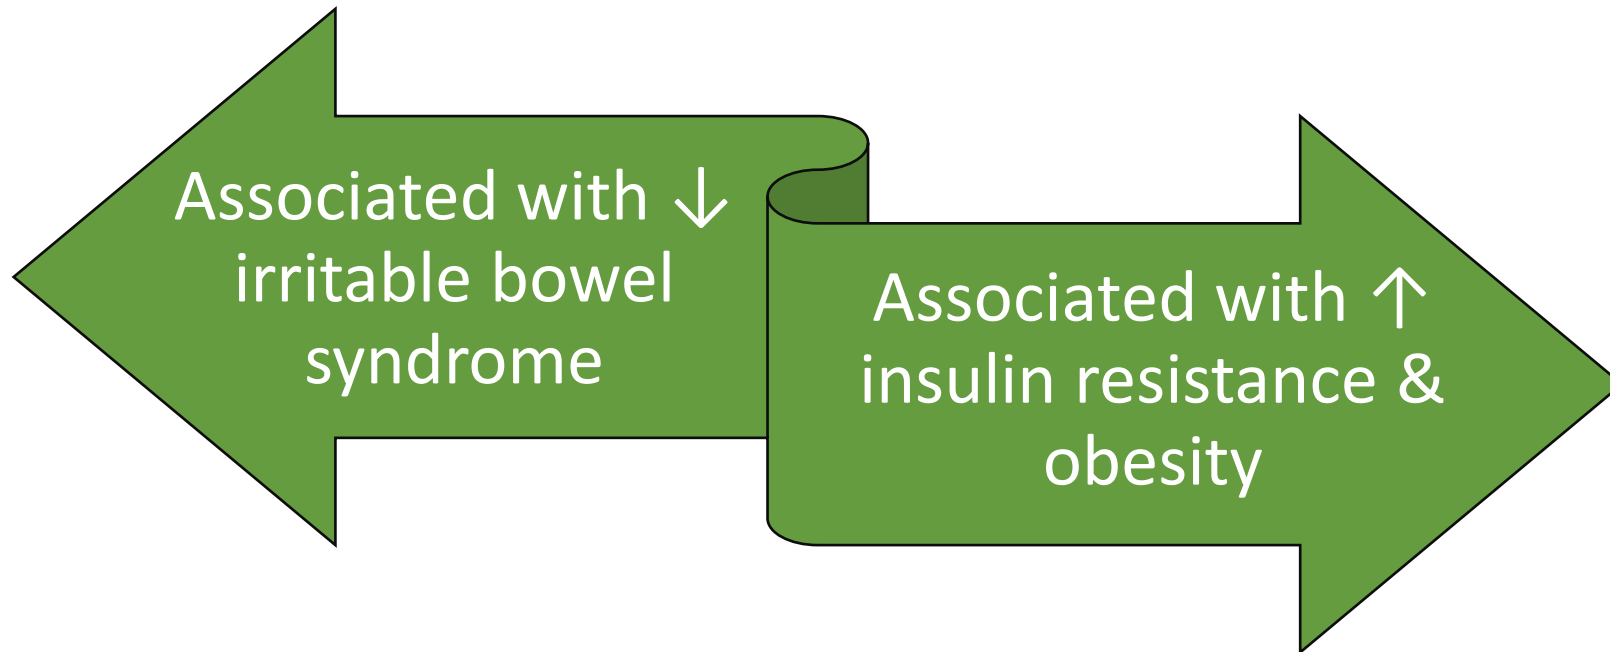 Associated with ↓
irritable bowel
syndrome
Associated with ↑
insulin resistance &
obesity